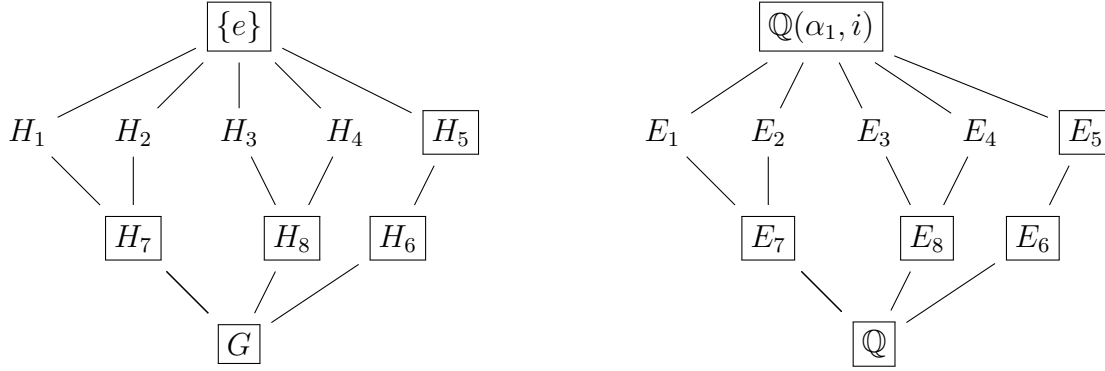 {e} ℚ(α₁, i)
H₁ H₂ H₃ H₄ H₅ E₁ E₂ E₃ E₄ E₅
H₇ H₈ H₆ E₇ E₈ E₆
G ℚ